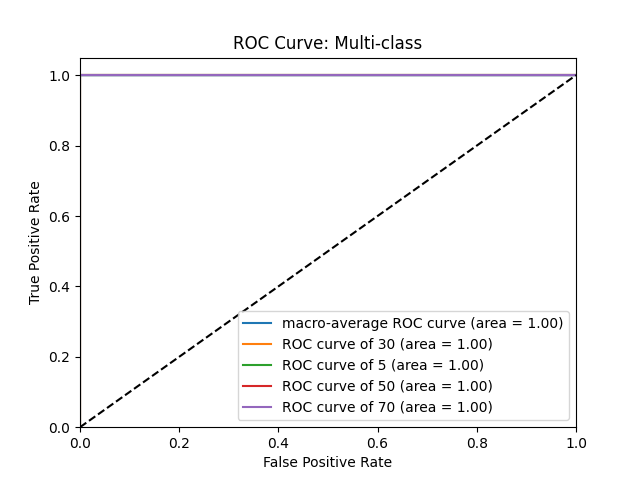 ROC Curve: Multi-class
True Positive Rate
1.0
0.8
0.6
0.4
0.2
0.0
macro-average ROC curve (area = 1.00)
ROC curve of 30 (area = 1.00)
ROC curve of 5 (area = 1.00)
ROC curve of 50 (area = 1.00)
ROC curve of 70 (area = 1.00)
0.0 0.2 0.4 0.6 0.8 1.0
False Positive Rate